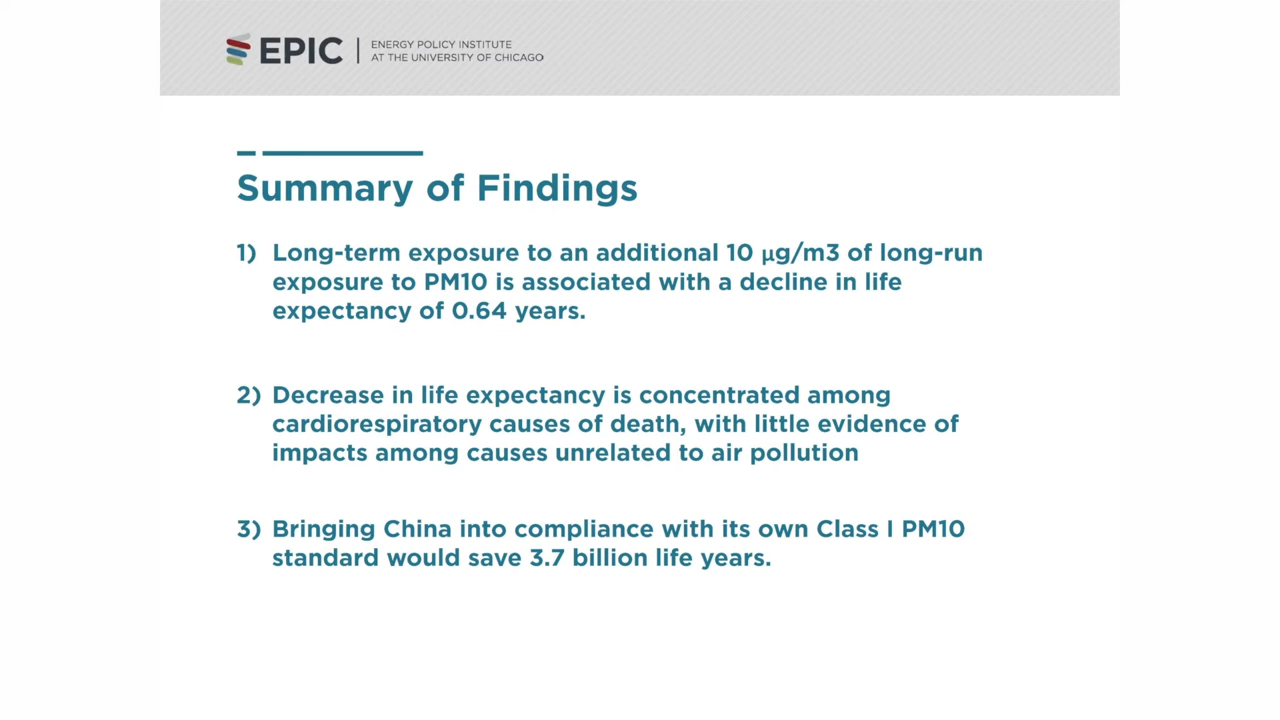 EPIC
ENERGY POLICY INSTITUTE
AT THE UNIVERSITY OF CHICAGO
Summary of Findings
1) Long-term exposure to an additional 10 µg/m3 of long-run
exposure to PM10 is associated with a decline in life
expectancy of 0.64 years.
2) Decrease in life expectancy is concentrated among
cardiorespiratory causes of death, with little evidence of
impacts among causes unrelated to air pollution
3) Bringing China into compliance with its own Class I PM10
standard would save 3.7 billion life years.